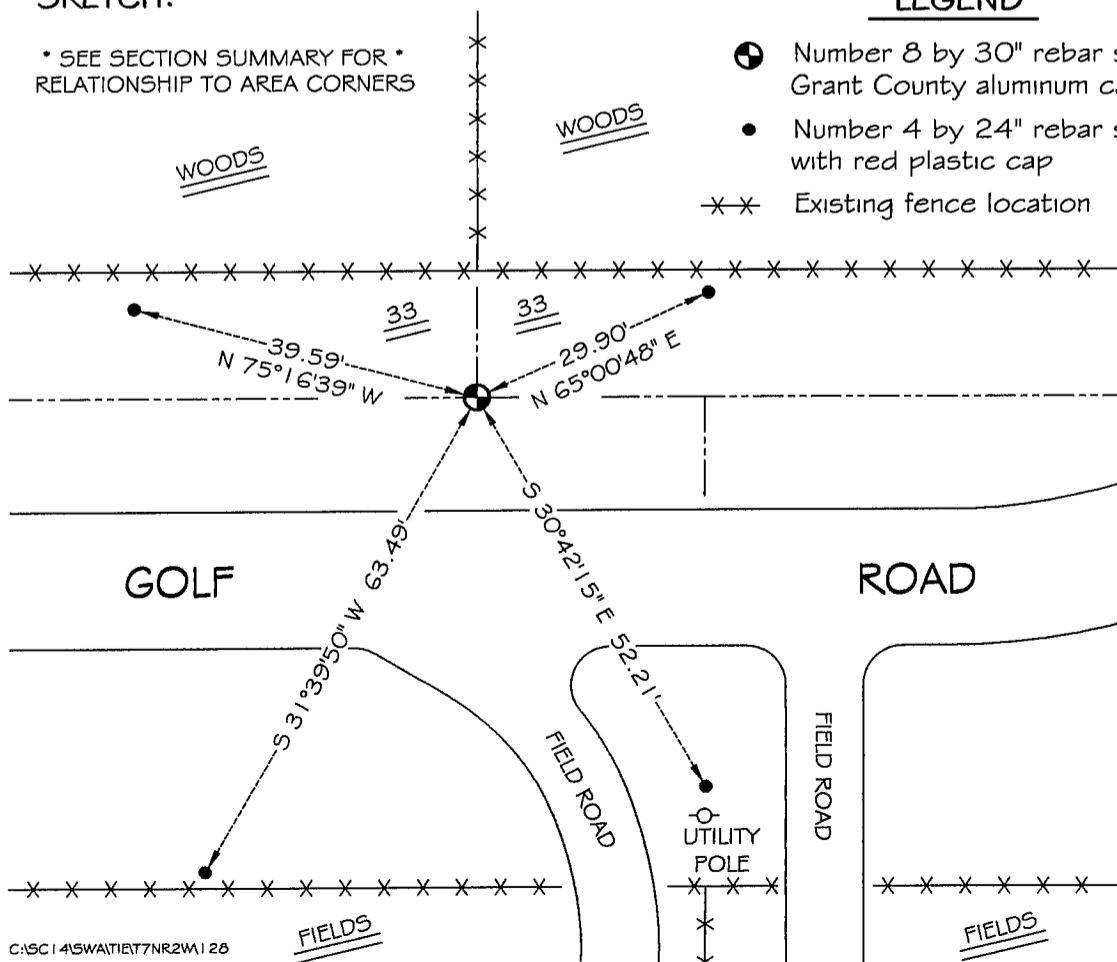 SKETCH:
LEGEND
* SEE SECTION SUMMARY FOR *
RELATIONSHIP TO AREA CORNERS
Number 8 by 30" rebar
Grant County aluminum
Number 4 by 24" rebar
with red plastic cap
Existing fence location
WOODS
WOODS
33
33
39.59'
N 75°16'39" W
29.90'
N 65°00'48" E
S 31°39'50" W 63.49'
S 30°42'15" E 52.21'
GOLF
ROAD
FIELD ROAD
FIELD ROAD
UTILITY
POLE
FIELDS
FIELDS
C:\SC14\SWA\TIE\T7NR2W\128